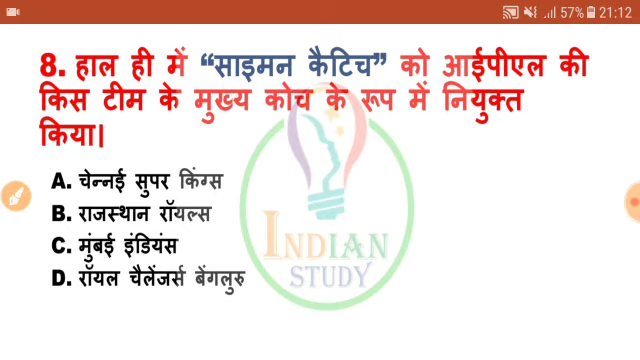 57% 21:12
8. हाल ही में “साइमन कैटिच” को आईपीएल की
किस टीम के मुख्य कोच के रूप में नियुक्त
किया।
A. चेन्नई सुपर किंग्स
B. राजस्थान रॉयल्स
C. मुंबई इंडियंस
D. रॉयल चैलेंजर्स बेंगलुरु
INDIAN
STUDY